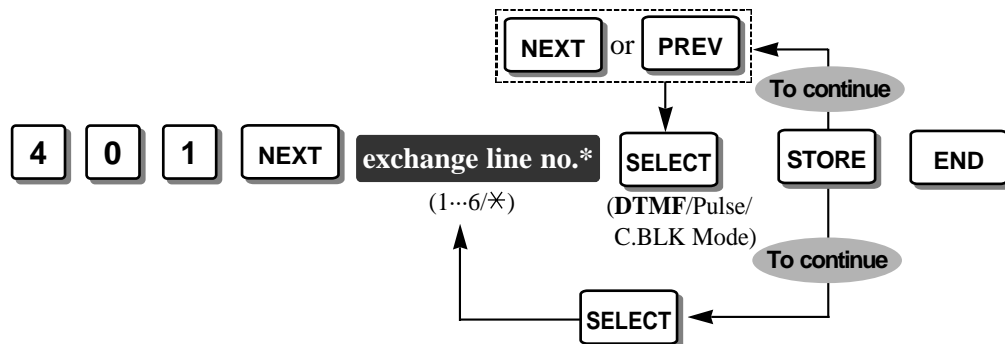 NEXT or PREV
To continue
4 0 1 NEXT exchange line no.* SELECT STORE END
(1···6/✳) (DTMF/Pulse/
C.BLK Mode)
To continue
SELECT